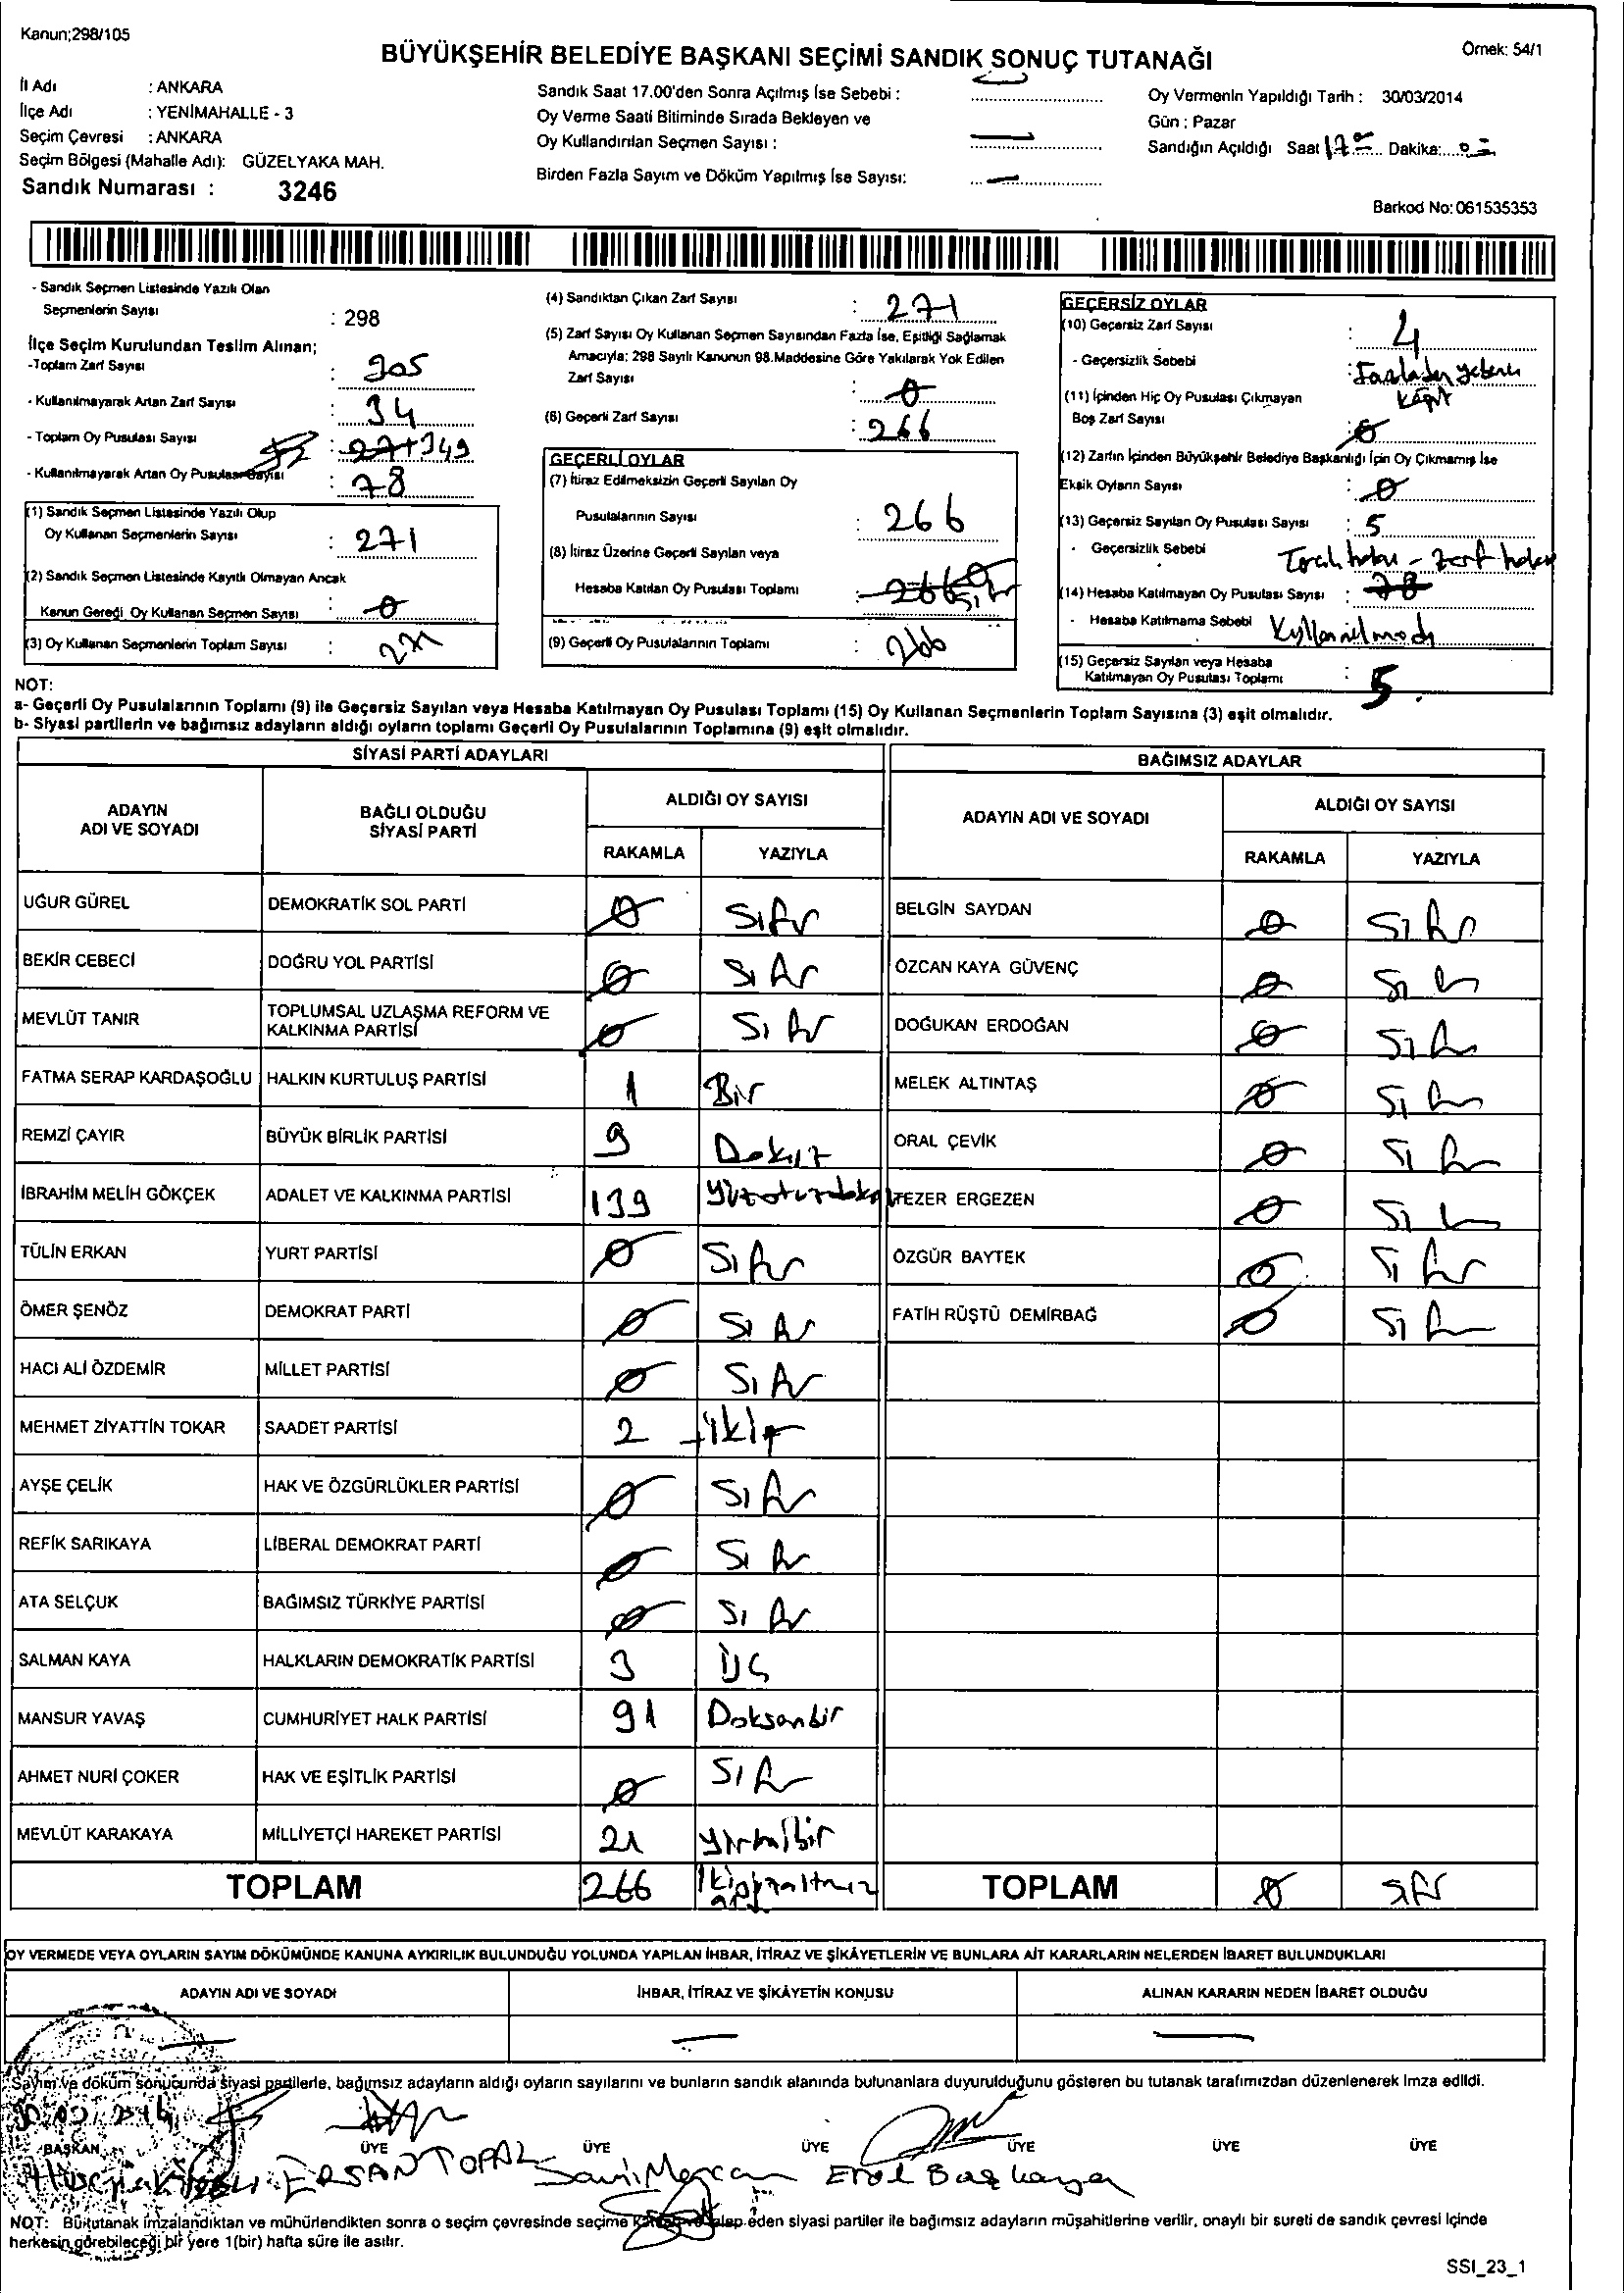 Kanun;298/105
BÜYÜKŞEHİR BELEDİYE BAŞKANI SEÇİMİ SANDIK SONUÇ TUTANAĞI
Örnek: 54/1
İl Adı : ANKARA
İlçe Adı : YENİMAHALLE - 3
Seçim Çevresi : ANKARA
Seçim Bölgesi (Mahalle Adı): GÜZELYAKA MAH.
Sandık Numarası : 3246
Sandık Saat 17.00'den Sonra Açılmış İse Sebebi :
Oy Verme Saati Bitiminde Sırada Bekleyen ve
Oy Kullandırılan Seçmen Sayısı :
Birden Fazla Sayım ve Döküm Yapılmış İse Sayısı:
Oy Vermenin Yapıldığı Tarih : 30/03/2014
Gün : Pazar
Sandığın Açıldığı Saat 17 Dakika:
Barkod No:061535353
- Sandık Seçmen Listesinde Yazılı Olan
Seçmenlerin Sayısı : 298
İlçe Seçim Kurulundan Teslim Alınan;
-Toplam Zarf Sayısı : 305
- Kullanılmayarak Artan Zarf Sayısı : 34
- Toplam Oy Pusulası Sayısı : 349
- Kullanılmayarak Artan Oy Pusulası Sayısı : 78
(1) Sandık Seçmen Listesinde Yazılı Olup
Oy Kullanan Seçmenlerin Sayısı : 271
(2) Sandık Seçmen Listesinde Kayıtlı Olmayan Ancak
Kanun Gereği Oy Kullanan Seçmen Sayısı : 0
(3) Oy Kullanan Seçmenlerin Toplam Sayısı : 271
(4) Sandıktan Çıkan Zarf Sayısı : 271
(5) Zarf Sayısı Oy Kullanan Seçmen Sayısından Fazla İse, Eşitliği Sağlamak
Amacıyla; 298 Sayılı Kanunun 98.Maddesine Göre Yakılarak Yok Edilen
Zarf Sayısı : 0
(6) Geçerli Zarf Sayısı : 266
GEÇERLİ OYLAR
(7) İtiraz Edilmeksizin Geçerli Sayılan Oy
Pusulalarının Sayısı : 266
(8) İtiraz Üzerine Geçerli Sayılan veya
Hesaba Katılan Oy Pusulası Toplamı : 266 0
(9) Geçerli Oy Pusulalarının Toplamı : 266
GEÇERSİZ OYLAR
(10) Geçersiz Zarf Sayısı : 4
- Geçersizlik Sebebi : Fazladan
kağıt
(11) İçinden Hiç Oy Pusulası Çıkmayan
Boş Zarf Sayısı : 0
(12) Zarfın İçinden Büyükşehir Belediye Başkanlığı İçin Oy Çıkmamış İse
Eksik Oyların Sayısı : 0
(13) Geçersiz Sayılan Oy Pusulası Sayısı : 5
- Geçersizlik Sebebi Tercih hatası - zarf hatası
(14) Hesaba Katılmayan Oy Pusulası Sayısı : 78
- Hesaba Katılmama Sebebi Kullanılmadı
(15) Geçersiz Sayılan veya Hesaba
Katılmayan Oy Pusulası Toplamı : 5
NOT:
a- Geçerli Oy Pusulalarının Toplamı (9) ile Geçersiz Sayılan veya Hesaba Katılmayan Oy Pusulası Toplamı (15) Oy Kullanan Seçmenlerin Toplam Sayısına (3) eşit olmalıdır.
b- Siyasi partilerin ve bağımsız adayların aldığı oyların toplamı Geçerli Oy Pusulalarının Toplamına (9) eşit olmalıdır.
SİYASİ PARTİ ADAYLARI
ADAYIN ADI VE SOYADI BAĞLI OLDUĞU SİYASİ PARTİ ALDIĞI OY SAYISI
RAKAMLA YAZIYLA
UĞUR GÜREL DEMOKRATİK SOL PARTİ 0 Sıfır
BEKİR CEBECİ DOĞRU YOL PARTİSİ 0 Sıfır
MEVLÜT TANIR TOPLUMSAL UZLAŞMA REFORM VE KALKINMA PARTİSİ 0 Sıfır
FATMA SERAP KARDAŞOĞLU HALKIN KURTULUŞ PARTİSİ 1 Bir
REMZİ ÇAYIR BÜYÜK BİRLİK PARTİSİ 9 Dokuz
İBRAHİM MELİH GÖKÇEK ADALET VE KALKINMA PARTİSİ 139 Yüzotuzdokuz
TÜLİN ERKAN YURT PARTİSİ 0 Sıfır
ÖMER ŞENÖZ DEMOKRAT PARTİ 0 Sıfır
HACI ALİ ÖZDEMİR MİLLET PARTİSİ 0 Sıfır
MEHMET ZİYATTİN TOKAR SAADET PARTİSİ 2 İki
AYŞE ÇELİK HAK VE ÖZGÜRLÜKLER PARTİSİ 0 Sıfır
REFİK SARIKAYA LİBERAL DEMOKRAT PARTİ 0 Sıfır
ATA SELÇUK BAĞIMSIZ TÜRKİYE PARTİSİ 0 Sıfır
SALMAN KAYA HALKLARIN DEMOKRATİK PARTİSİ 3 Üç
MANSUR YAVAŞ CUMHURİYET HALK PARTİSİ 91 Doksanbir
AHMET NURİ ÇOKER HAK VE EŞİTLİK PARTİSİ 0 Sıfır
MEVLÜT KARAKAYA MİLLİYETÇİ HAREKET PARTİSİ 21 Yirmibir
TOPLAM 266
BAĞIMSIZ ADAYLAR
ADAYIN ADI VE SOYADI ALDIĞI OY SAYISI
RAKAMLA YAZIYLA
BELGİN SAYDAN 0 Sıfır
ÖZCAN KAYA GÜVENÇ 0 Sıfır
DOĞUKAN ERDOĞAN 0 Sıfır
MELEK ALTINTAŞ 0 Sıfır
ORAL ÇEVİK 0 Sıfır
TEZER ERGEZEN 0 Sıfır
ÖZGÜR BAYTEK 0 Sıfır
FATİH RÜŞTÜ DEMİRBAĞ 0 Sıfır
TOPLAM 0 Sıfır
OY VERMEDE VEYA OYLARIN SAYIM DÖKÜMÜNDE KANUNA AYKIRILIK BULUNDUĞU YOLUNDA YAPILAN İHBAR, İTİRAZ VE ŞİKÂYETLERİN VE BUNLARA AİT KARARLARIN NELERDEN İBARET BULUNDUKLARI
ADAYIN ADI VE SOYADI İHBAR, İTİRAZ VE ŞİKÂYETİN KONUSU ALINAN KARARIN NEDEN İBARET OLDUĞU
Sayım ve döküm sonucunda siyasi partilerle, bağımsız adayların aldığı oyların sayılarını ve bunların sandık alanında bulunanlara duyurulduğunu gösteren bu tutanak tarafımızdan düzenlenerek imza edildi.
BAŞKAN ÜYE ÜYE ÜYE ÜYE ÜYE ÜYE
ERSAN TOPAL Sami Mercan Erol Başkaya
NOT: Bu tutanak imzalandıktan ve mühürlendikten sonra o seçim çevresinde seçime talep eden siyasi partiler ile bağımsız adayların müşahitlerine verilir, onaylı bir sureti de sandık çevresi içinde
herkesin görebileceği bir yere 1(bir) hafta süre ile asılır.
SSI_23_1